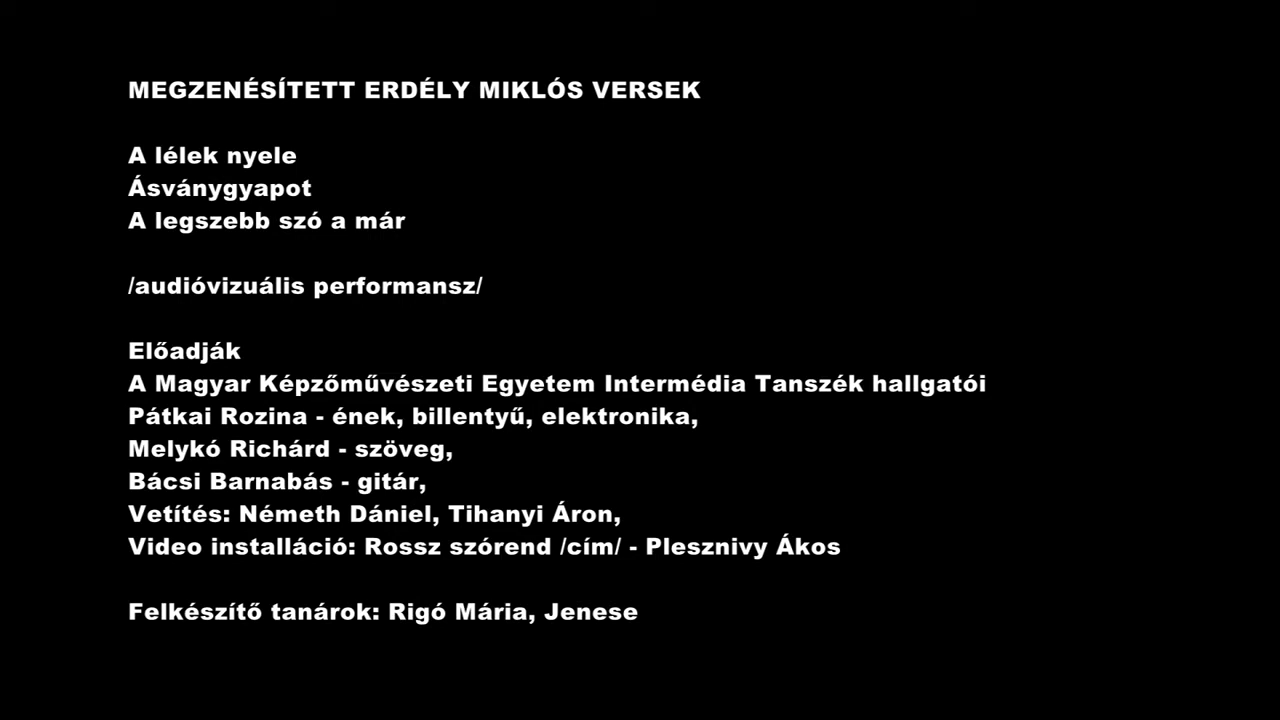 MEGZENÉSÍTETT ERDÉLY MIKLÓS VERSEK
A lélek nyele
Ásványgyapot
A legszebb szó a már
/audióvizuális performansz/
Előadják
A Magyar Képzőművészeti Egyetem Intermédia Tanszék hallgatói
Pátkai Rozina - ének, billentyű, elektronika,
Melykó Richárd - szöveg,
Bácsi Barnabás - gitár,
Vetítés: Németh Dániel, Tihanyi Áron,
Video installáció: Rossz szórend /cím/ - Plesznivy Ákos
Felkészítő tanárok: Rigó Mária, Jenese